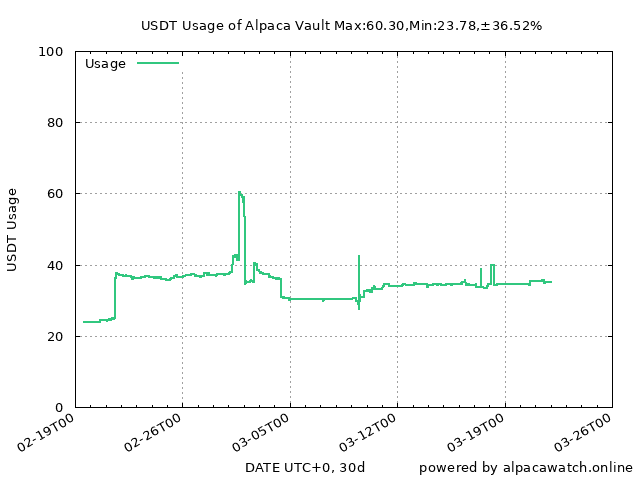 USDT Usage of Alpaca Vault Max:60.30,Min:23.78,±36.52%
Usage
100
80
60
40
20
0
USDT Usage
02-19T00
02-26T00
03-05T00
03-12T00
03-19T00
03-26T00
DATE UTC+0, 30d
powered by alpacawatch.online